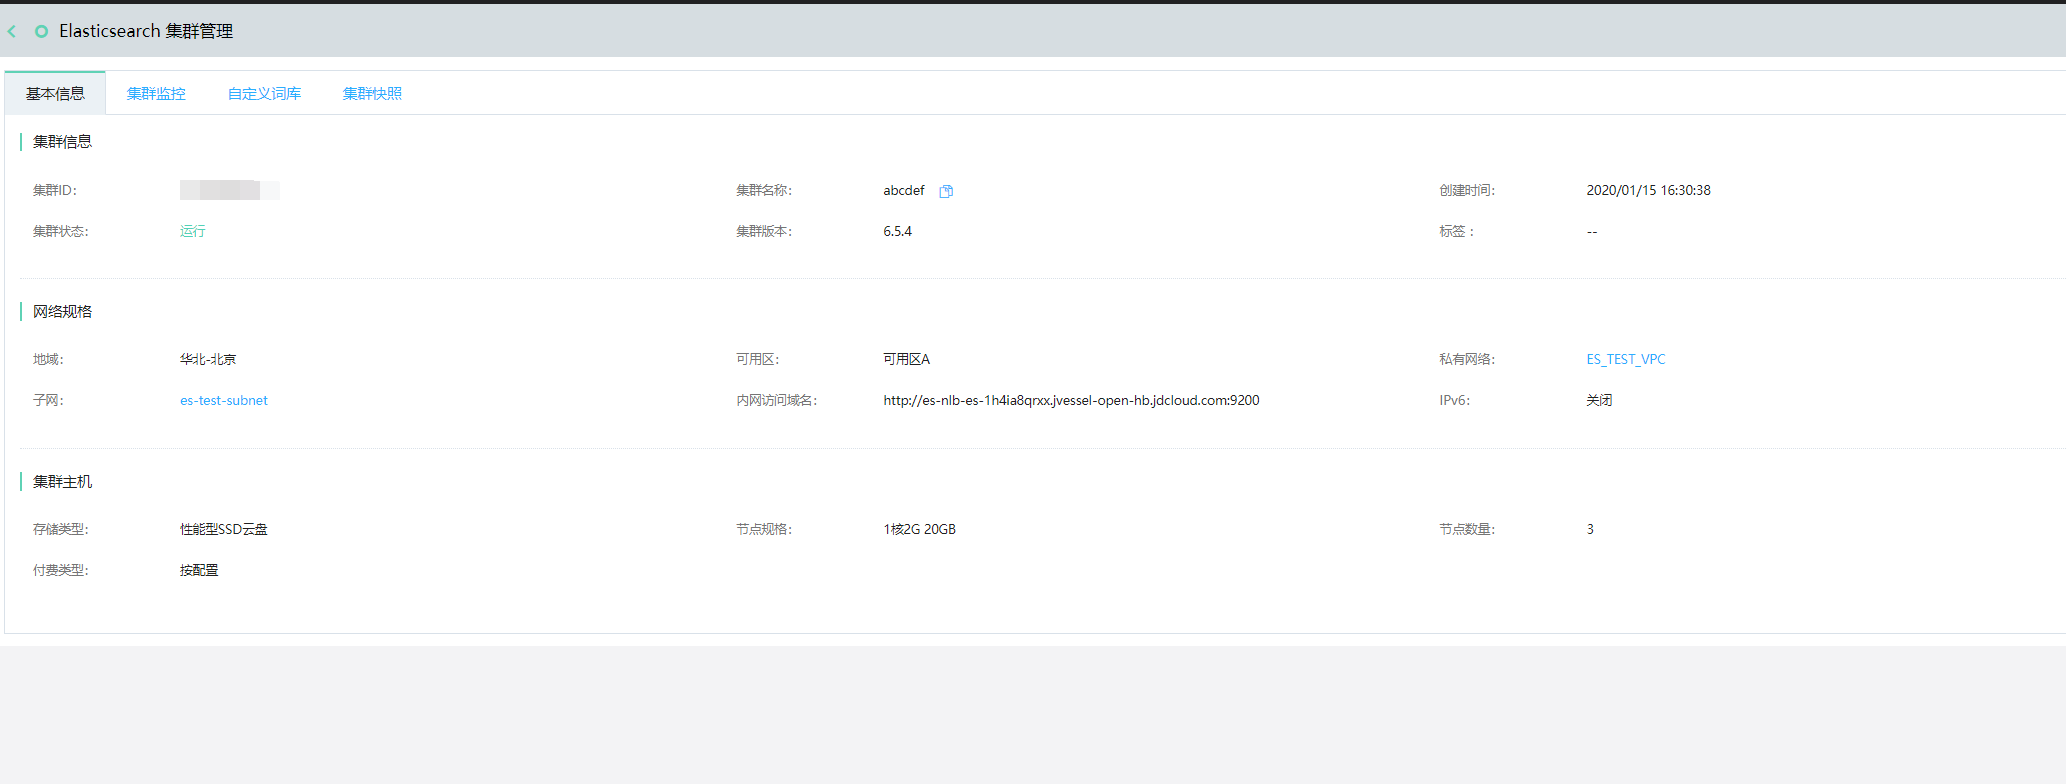 Elasticsearch 集群管理
基本信息 集群监控 自定义词库 集群快照
集群信息
集群ID: 集群名称: abcdef 创建时间: 2020/01/15 16:30:38
集群状态: 运行 集群版本: 6.5.4 标签 : --
网络规格
地域: 华北-北京 可用区: 可用区A 私有网络: ES_TEST_VPC
子网: es-test-subnet 内网访问域名: http://es-nlb-es-1h4ia8qrxx.jvessel-open-hb.jdcloud.com:9200 IPv6: 关闭
集群主机
存储类型: 性能型SSD云盘 节点规格: 1核2G 20GB 节点数量: 3
付费类型: 按配置